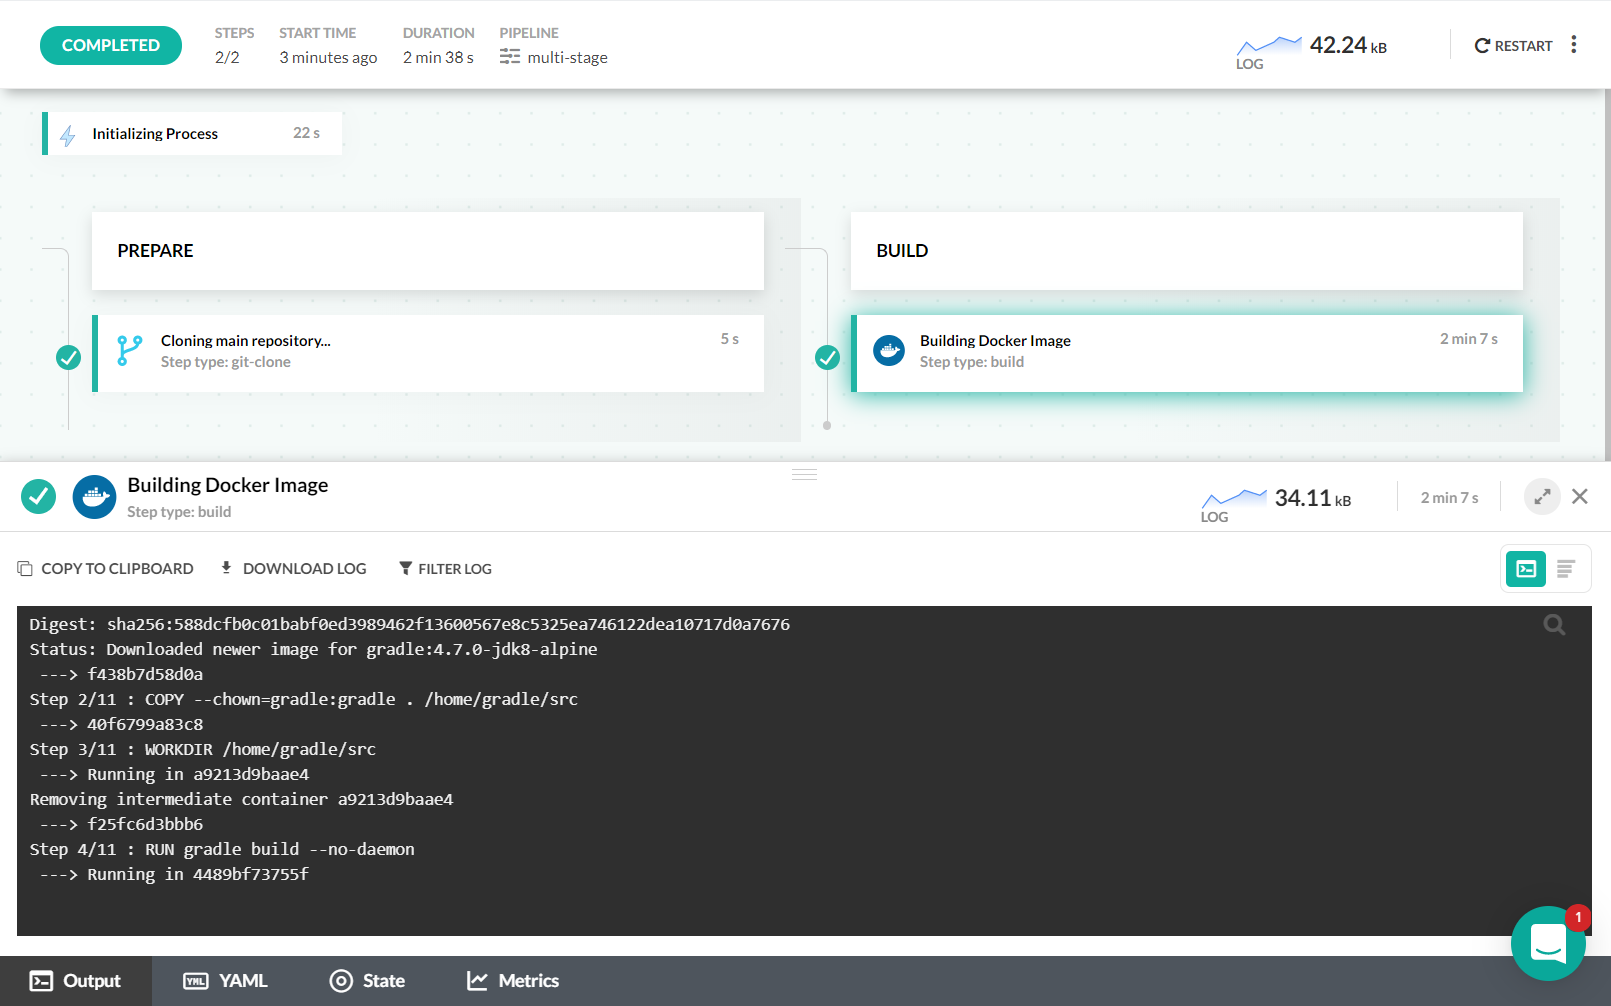 COMPLETED
STEPS
2/2
START TIME
3 minutes ago
DURATION
2 min 38 s
PIPELINE
multi-stage
LOG
42.24 kB
RESTART
Initializing Process
22 s
PREPARE
Cloning main repository...
5 s
Step type: git-clone
BUILD
Building Docker Image
2 min 7 s
Step type: build
Building Docker Image
Step type: build
LOG
34.11 kB
2 min 7 s
COPY TO CLIPBOARD
DOWNLOAD LOG
FILTER LOG
Digest: sha256:588dcfb0c01babf0ed3989462f13600567e8c5325ea746122dea10717d0a7676
Status: Downloaded newer image for gradle:4.7.0-jdk8-alpine
---> f438b7d58d0a
Step 2/11 : COPY --chown=gradle:gradle . /home/gradle/src
---> 40f6799a83c8
Step 3/11 : WORKDIR /home/gradle/src
---> Running in a9213d9baae4
Removing intermediate container a9213d9baae4
---> f25fc6d3bbb6
Step 4/11 : RUN gradle build --no-daemon
---> Running in 4489bf73755f
1
Output
YML
YAML
State
Metrics